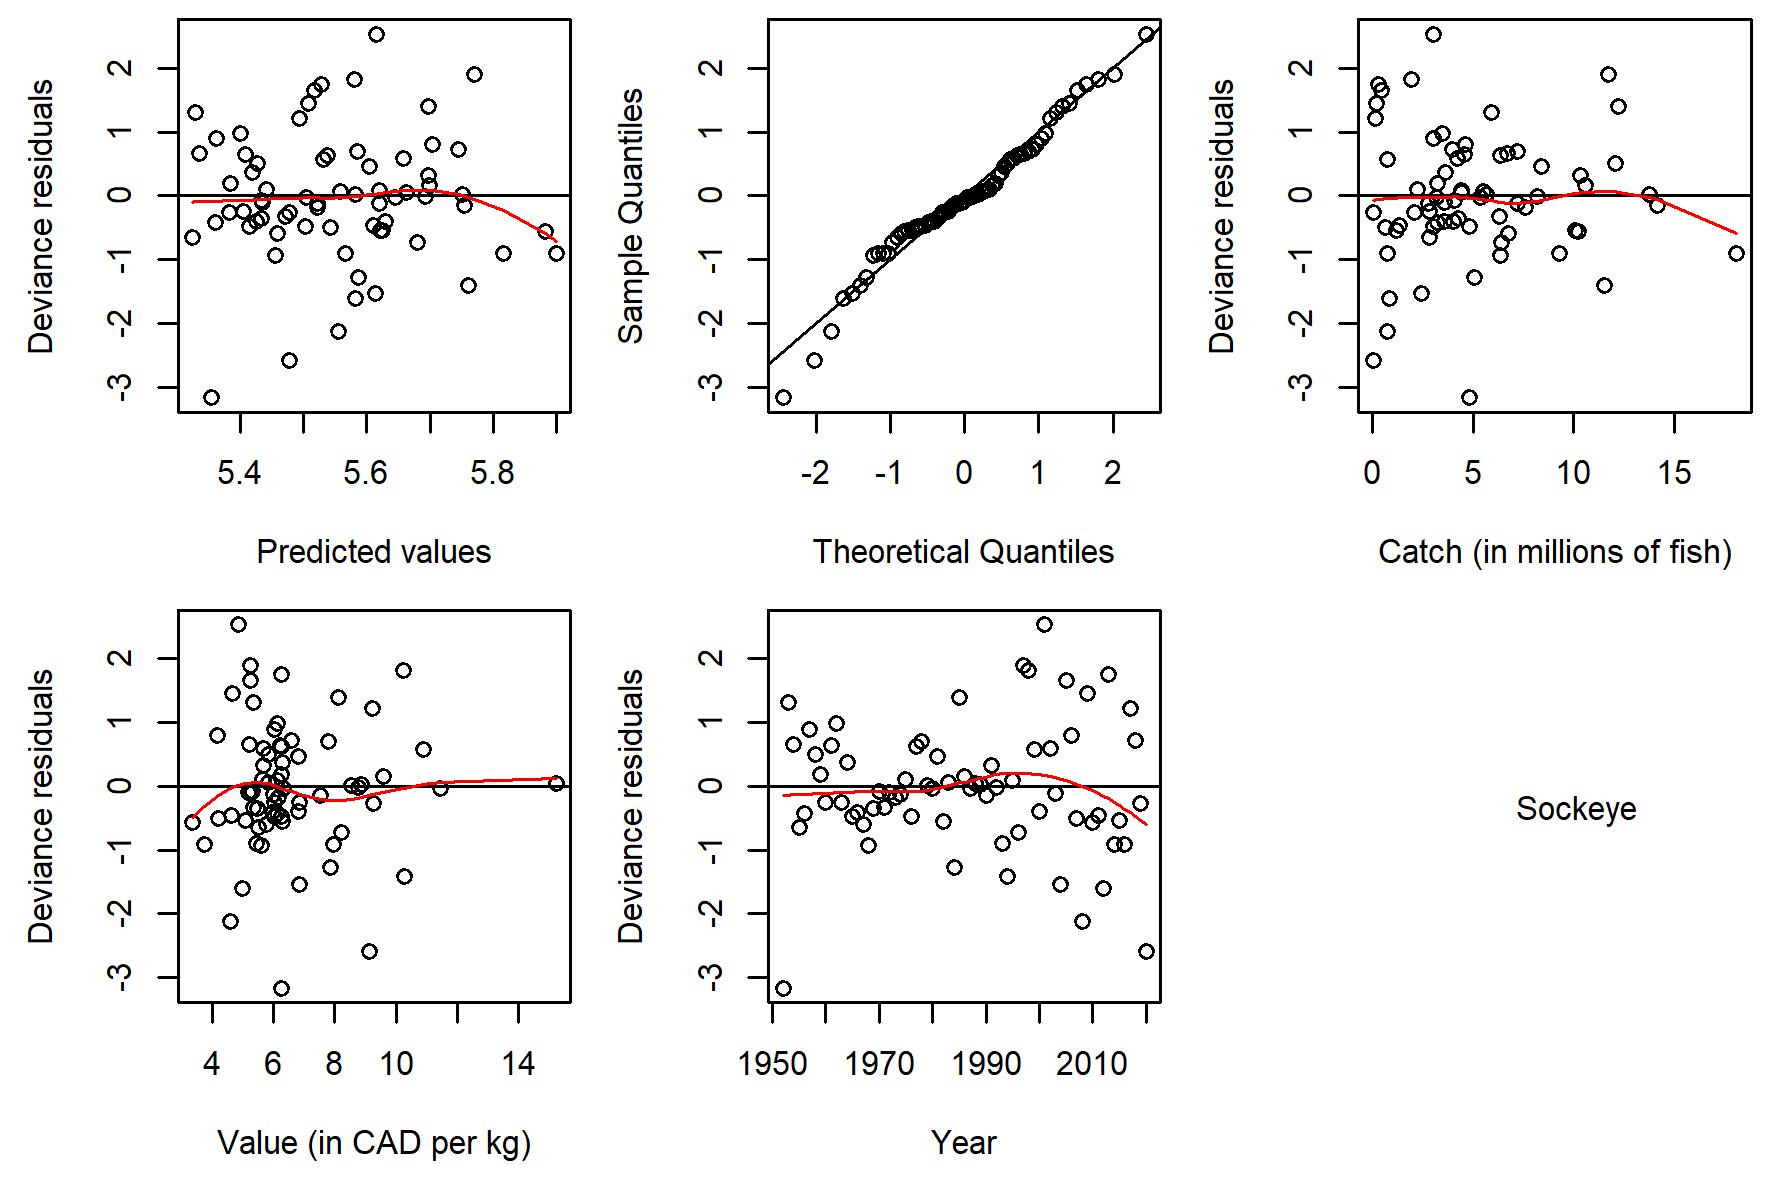 Deviance residuals
2
1
0
-1
-2
-3
5.4 5.6 5.8
Predicted values
Sample Quantiles
2
1
0
-1
-2
-3
-2 -1 0 1 2
Theoretical Quantiles
Deviance residuals
2
1
0
-1
-2
-3
0 5 10 15
Catch (in millions of fish)
Deviance residuals
2
1
0
-1
-2
-3
4 6 8 10 14
Value (in CAD per kg)
Deviance residuals
2
1
0
-1
-2
-3
1950 1970 1990 2010
Year
Sockeye